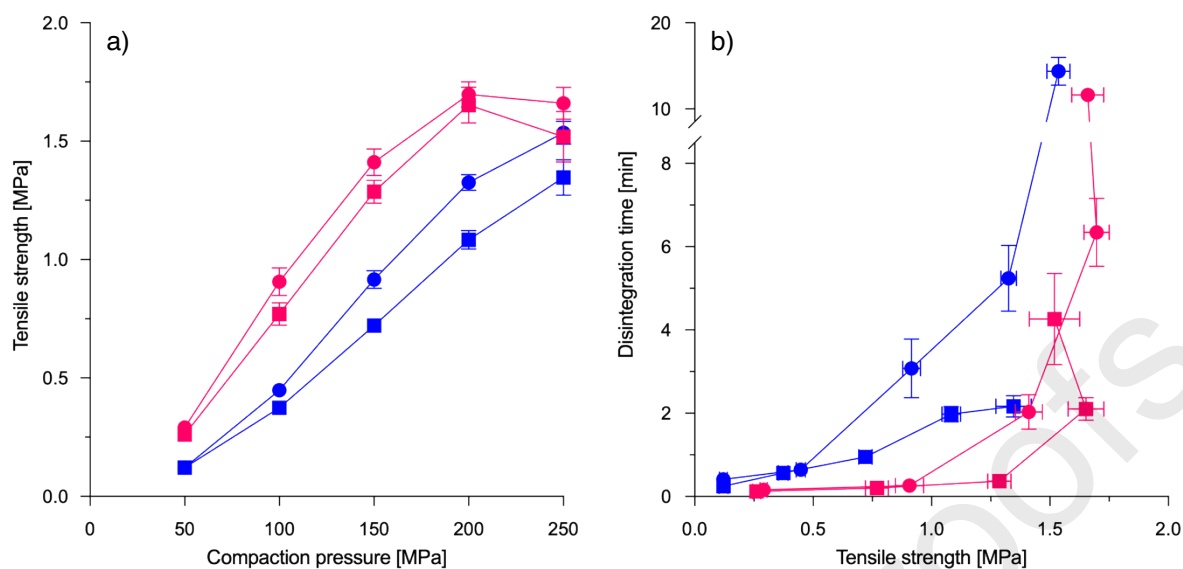 a)
Tensile strength [MPa]
2.0
1.5
1.0
0.5
0.0
0 50 100 150 200 250
Compaction pressure [MPa]
b)
Disintegration time [min]
20
10
8
6
4
2
0
0.0 0.5 1.0 1.5 2.0
Tensile strength [MPa]
oofs